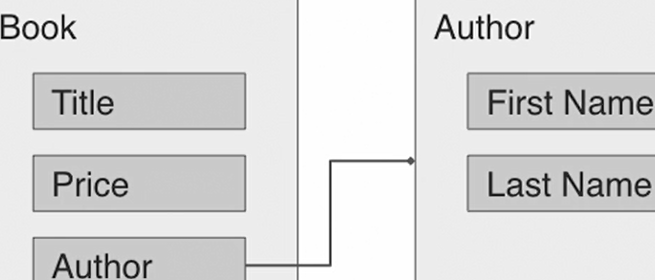 Book
Title
Price
Author
Author
First Name
Last Name